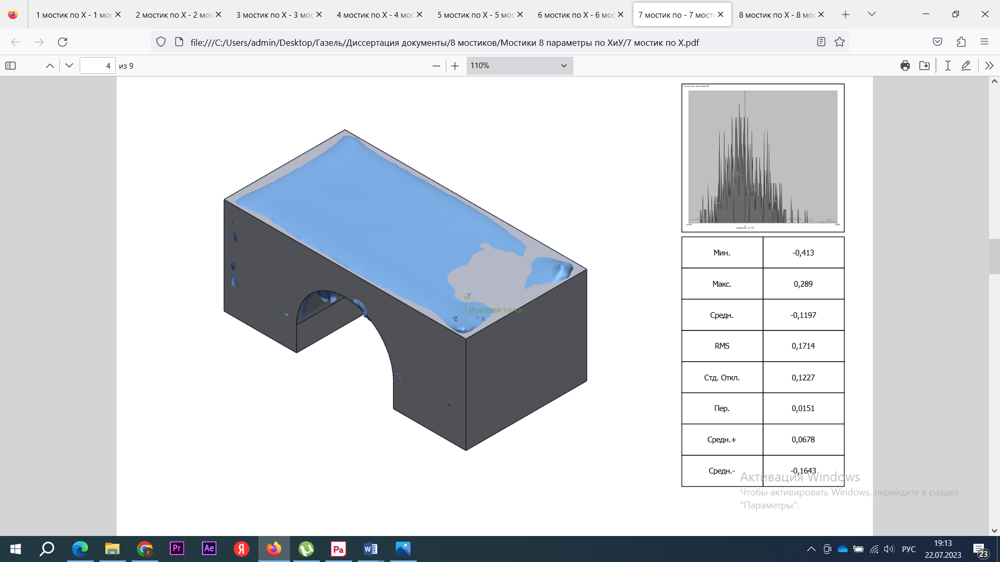 1 мостик по X - 1 мос
2 мостик по X - 2 мос
3 мостик по X - 3 мос
4 мостик по X - 4 мос
5 мостик по X - 5 мос
6 мостик по X - 6 мос
7 мостик по - 7 мости
8 мостик по X - 8 мос
file:///C:/Users/admin/Desktop/Газель/Диссертация документы/8 мостиков/Мостики 8 параметры по ХиУ/7 мостик по X.pdf
4 из 9
110%
y
Исходная точка
z x
Мин. -0,413
Макс. 0,289
Средн. -0,1197
RMS 0,1714
Стд. Откл. 0,1227
Пер. 0,0151
Средн.+ 0,0678
Средн.- -0,1643
Активация Windows
Чтобы активировать Windows, перейдите в раздел
"Параметры".
r
Pr
Ae
Я
Pa
W
РУС
19:13
22.07.2023
23